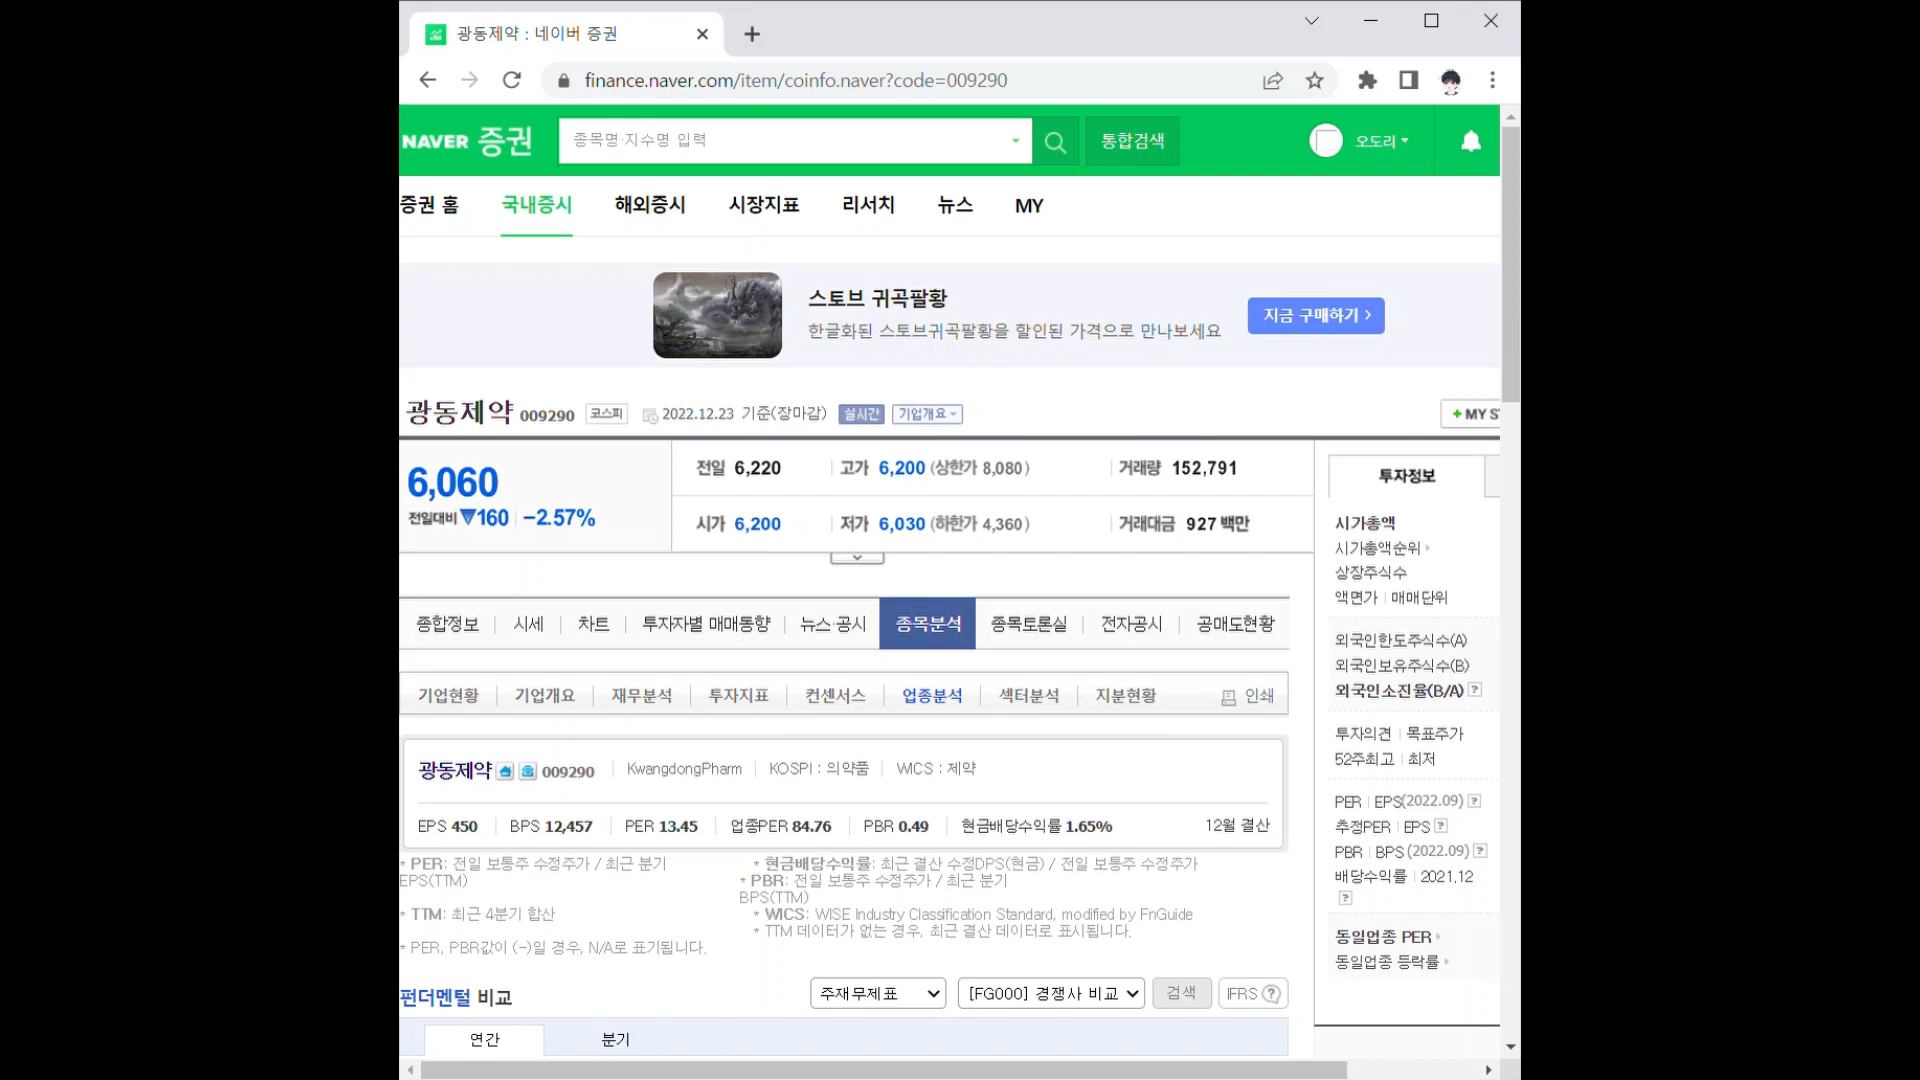 광동제약 : 네이버 증권
finance.naver.com/item/coinfo.naver?code=009290
NAVER 증권 종목명·지수명 입력 통합검색 오도리
증권 홈 국내증시 해외증시 시장지표 리서치 뉴스 MY
스토브 귀곡팔황
한글화된 스토브귀곡팔황을 할인된 가격으로 만나보세요
지금 구매하기 >
광동제약 009290 코스피 2022.12.23 기준(장마감) 실시간 기업개요
+ MY S
6,060
전일대비 ▼160 -2.57%
전일 6,220 고가 6,200 (상한가 8,080) 거래량 152,791
시가 6,200 저가 6,030 (하한가 4,360) 거래대금 927 백만
종합정보 시세 차트 투자자별 매매동향 뉴스·공시 종목분석 종목토론실 전자공시 공매도현황
기업현황 기업개요 재무분석 투자지표 컨센서스 업종분석 섹터분석 지분현황 인쇄
광동제약 009290 KwangdongPharm KOSPI : 의약품 WICS : 제약
EPS 450 BPS 12,457 PER 13.45 업종PER 84.76 PBR 0.49 현금배당수익률 1.65% 12월 결산
* PER: 전일 보통주 수정주가 / 최근 분기
EPS(TTM)
* 현금배당수익률: 최근 결산 수정DPS(현금) / 전일 보통주 수정주가
* PBR: 전일 보통주 수정주가 / 최근 분기
BPS(TTM)
* TTM: 최근 4분기 합산
* WICS: WISE Industry Classification Standard, modified by FnGuide
* TTM 데이터가 없는 경우, 최근 결산 데이터로 표시됩니다.
* PER, PBR값이 (-)일 경우, N/A로 표기됩니다.
펀더멘털 비교 주재무제표 [FG000] 경쟁사 비교 검색 IFRS ?
연간 분기
투자정보
시가총액
시가총액순위
상장주식수
액면가 | 매매단위
외국인한도주식수(A)
외국인보유주식수(B)
외국인소진율(B/A) ?
투자의견 | 목표주가
52주최고 | 최저
PER | EPS(2022.09) ?
추정PER | EPS ?
PBR | BPS (2022.09) ?
배당수익률 | 2021.12
?
동일업종 PER
동일업종 등락률